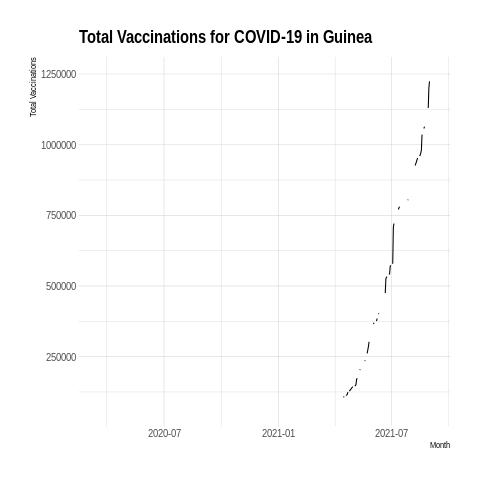 Total Vaccinations for COVID-19 in Guinea
Total Vaccinations
1250000
1000000
750000
500000
250000
2020-07
2021-01
2021-07
Month